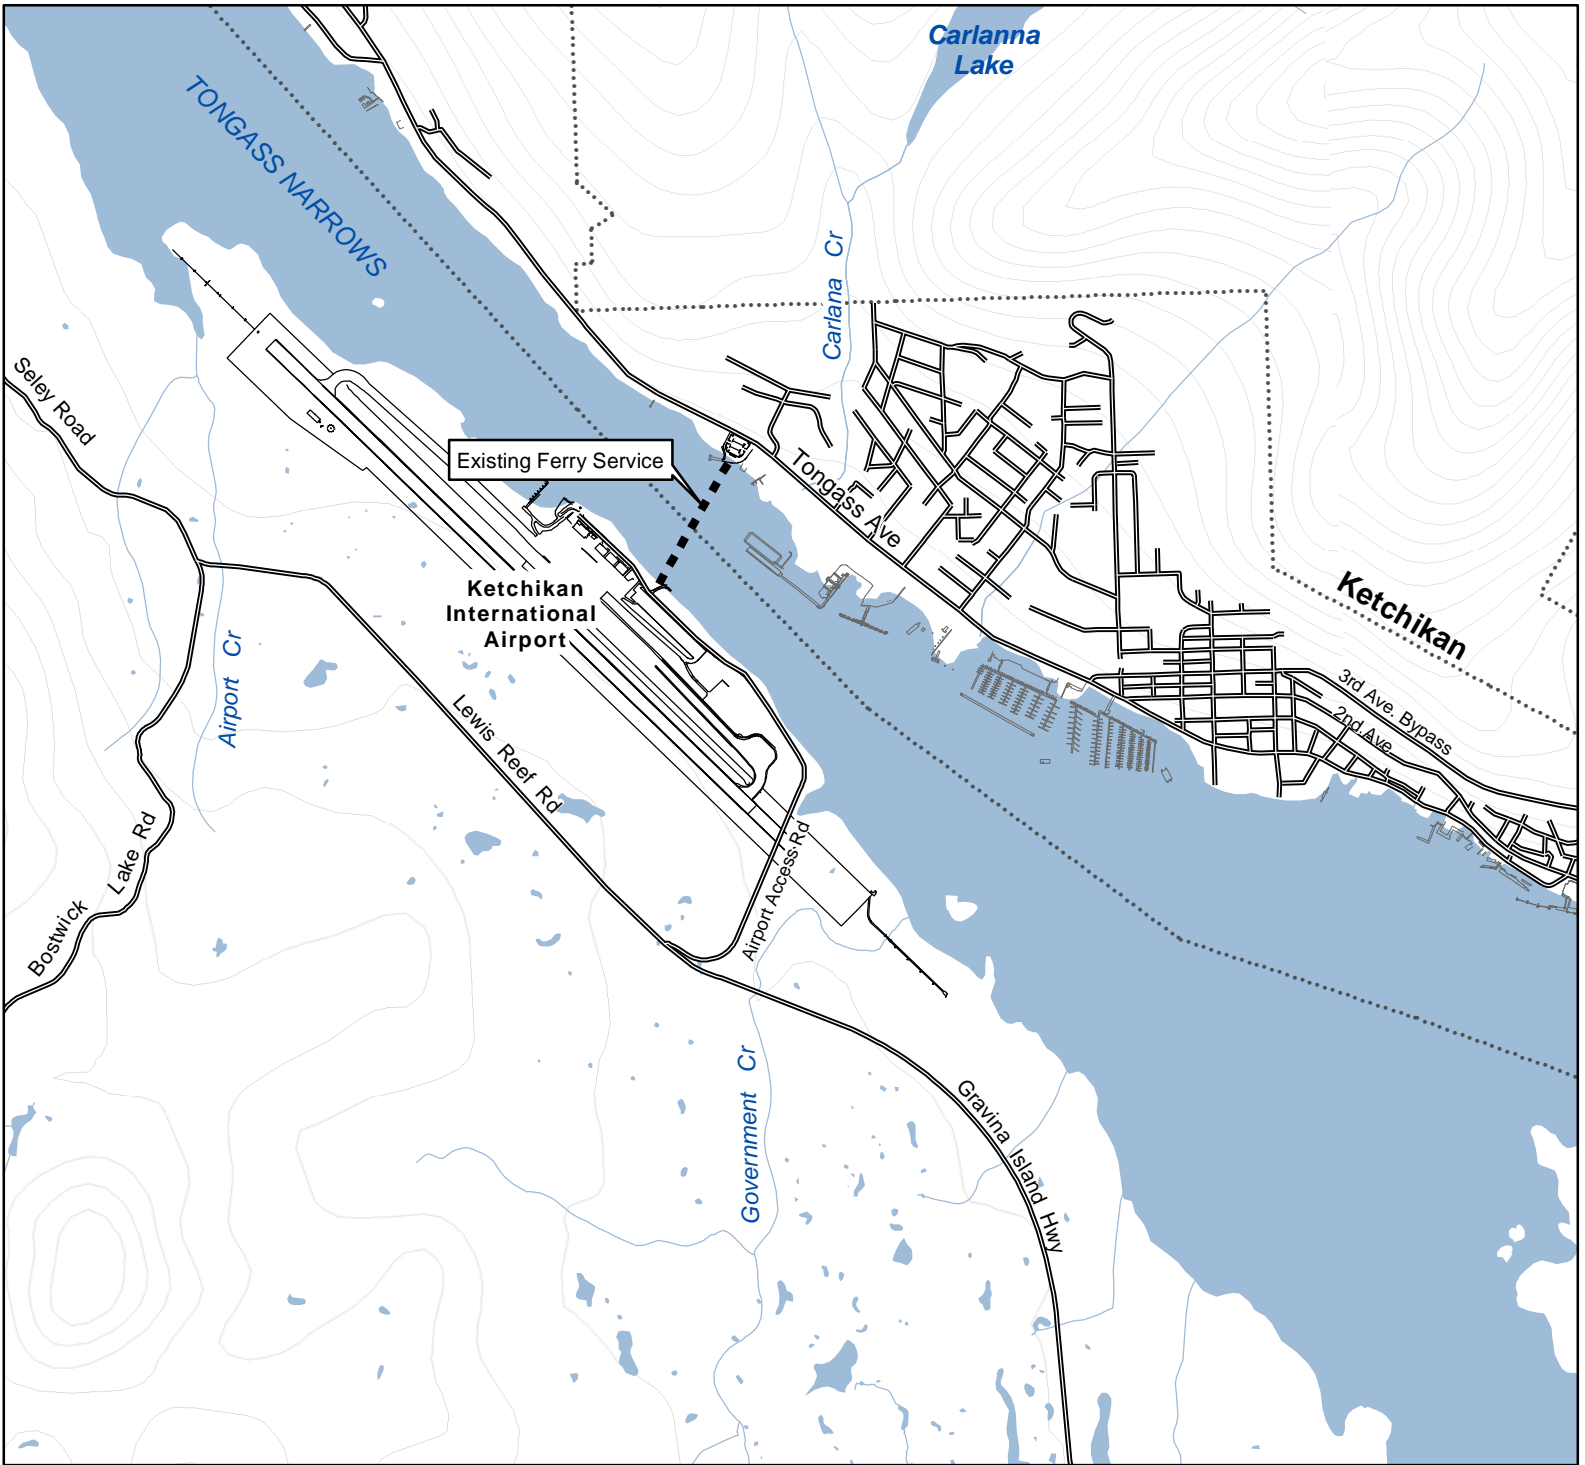 Carlanna
Lake
TONGASS NARROWS
Carlana Cr
Seley Road
Existing Ferry Service
Tongass Ave
Ketchikan
International
Airport
Ketchikan
Airport Cr
3rd Ave. Bypass
2nd Ave
Lewis Reef Rd
Airport Access Rd
Bostwick Lake Rd
Government Cr
Gravina Island Hwy